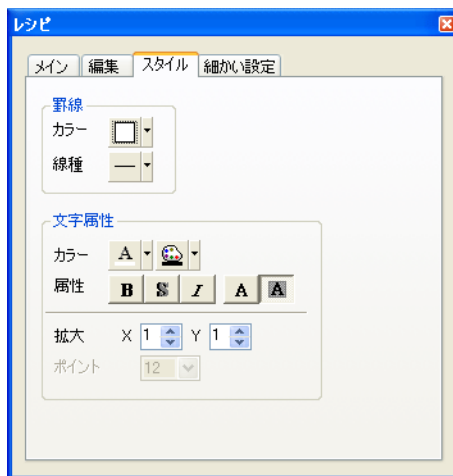 レシピ
メイン 編集 スタイル 細かい設定
罫線
カラー
線種
文字属性
カラー A
属性 B S I A A
拡大 X 1 Y 1
ポイント 12